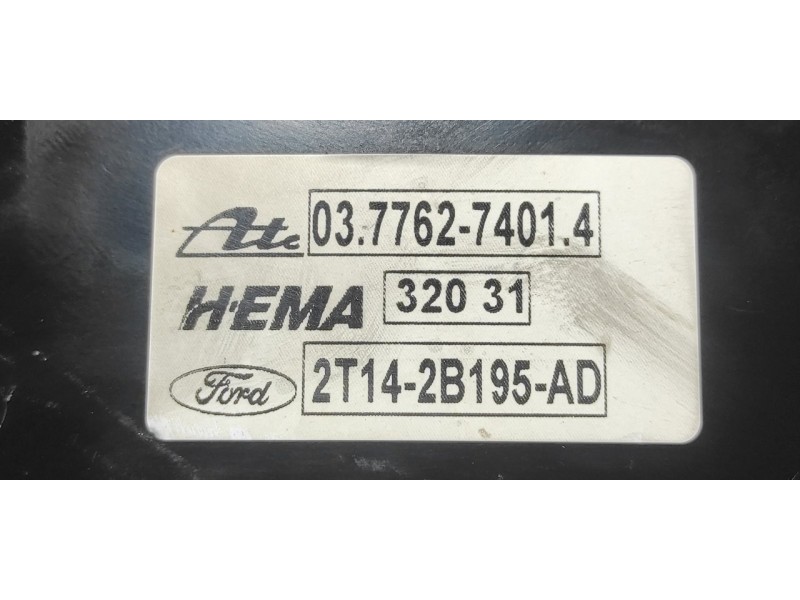 Ate 03.7762-7401.4
H·EMA 320 31
Ford 2T14-2B195-AD